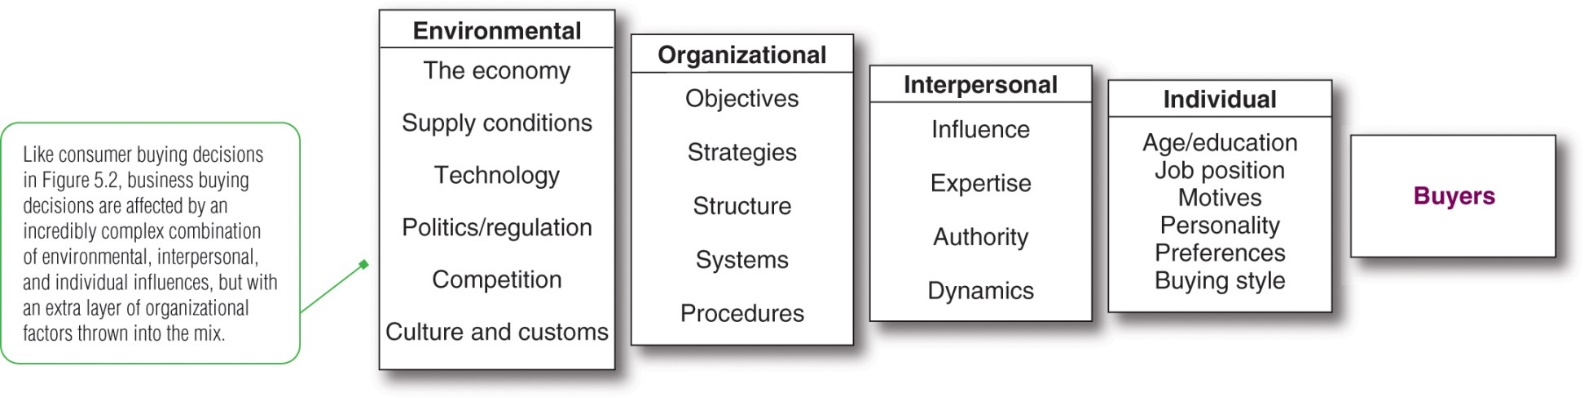 Like consumer buying decisions
in Figure 5.2, business buying
decisions are affected by an
incredibly complex combination
of environmental, interpersonal,
and individual influences, but with
an extra layer of organizational
factors thrown into the mix.
Environmental
The economy
Supply conditions
Technology
Politics/regulation
Competition
Culture and customs
Organizational
Objectives
Strategies
Structure
Systems
Procedures
Interpersonal
Influence
Expertise
Authority
Dynamics
Individual
Age/education
Job position
Motives
Personality
Preferences
Buying style
Buyers